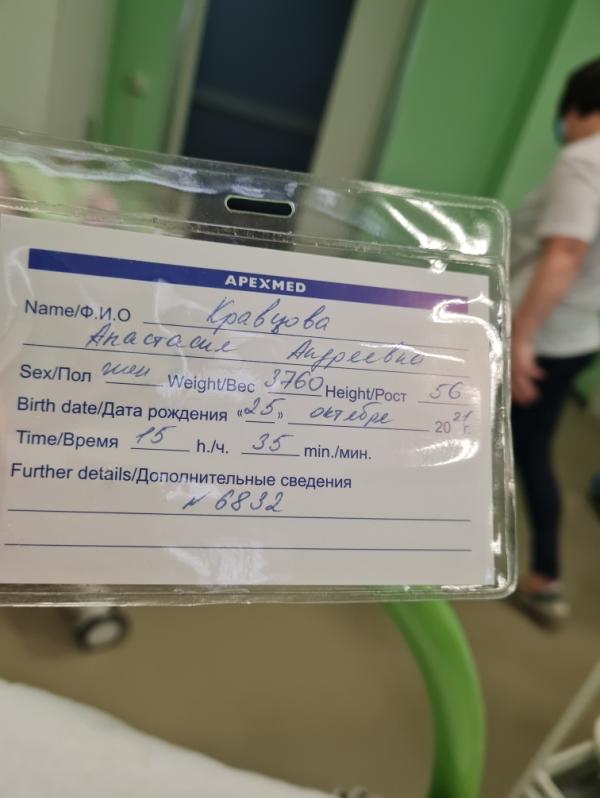 APEXMED
Name/Ф.И.О Кравцова
Анастасия Андреевна
Sex/Пол жен Weight/Вес 3760 Height/Рост 56
Birth date/Дата рождения «25» октября 2021 г.
Time/Время 15 h./ч. 35 min./мин.
Further details/Дополнительные сведения
№ 6832